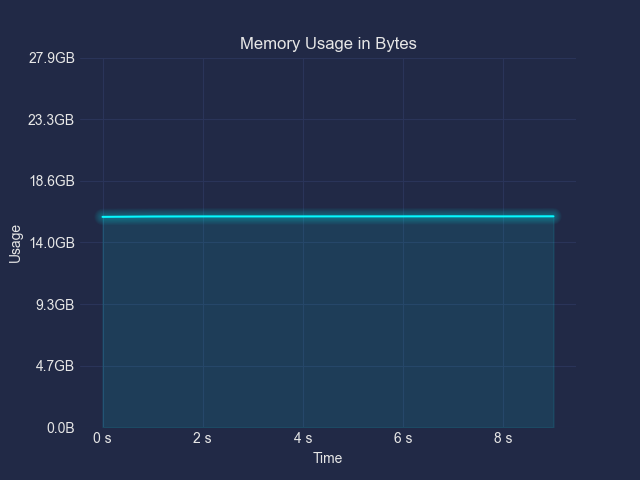 Memory Usage in Bytes
27.9GB
23.3GB
18.6GB
14.0GB
9.3GB
4.7GB
0.0B
Usage
0 s 2 s 4 s 6 s 8 s
Time